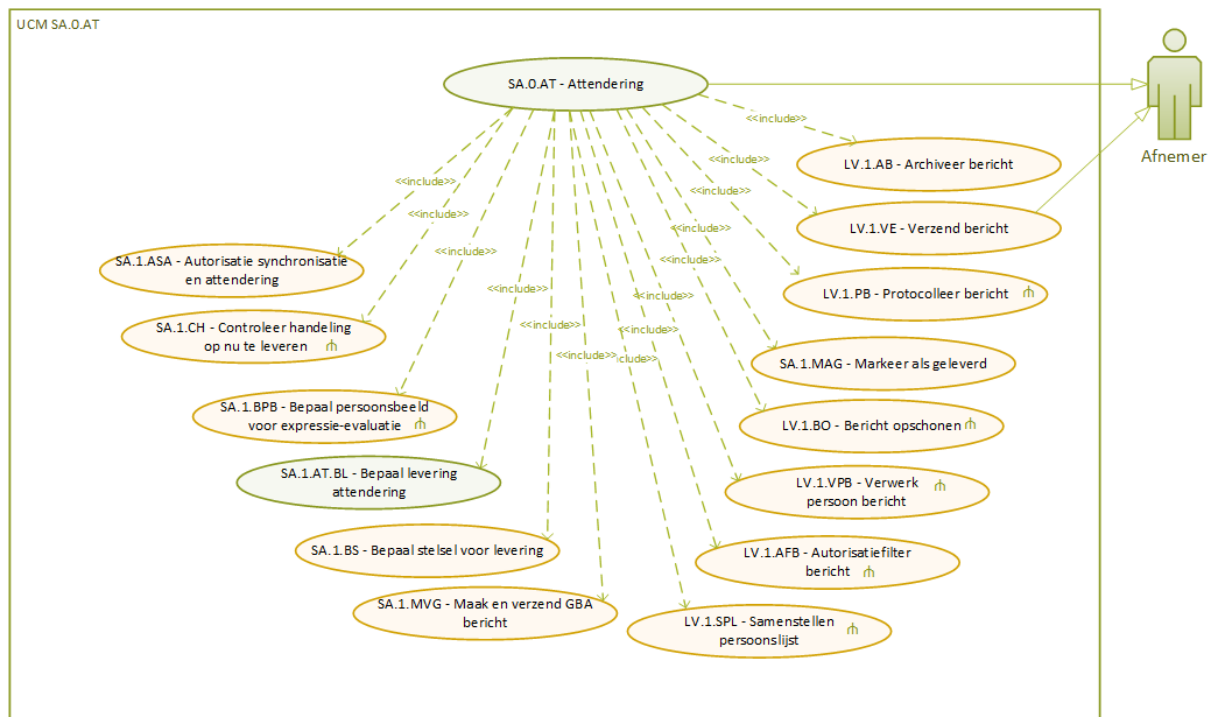 UCM SA.0.AT
SA.0.AT - Attendering
Afnemer
<<include>>
LV.1.AB - Archiveer bericht
<<include>>
<<include>>
<<include>>
<<include>>
<<include>>
LV.1.VE - Verzend bericht
<<include>>
<<include>>
<<include>>
SA.1.ASA - Autorisatie synchronisatie
en attendering
<<include>>
<<include>>
LV.1.PB - Protocolleer bericht
SA.1.CH - Controleer handeling
op nu te leveren
<<include>>
<<include>>
clude>>
SA.1.MAG - Markeer als geleverd
SA.1.BPB - Bepaal persoonsbeeld
voor expressie-evaluatie
LV.1.BO - Bericht opschonen
SA.1.AT.BL - Bepaal levering
attendering
LV.1.VPB - Verwerk
persoon bericht
SA.1.BS - Bepaal stelsel voor levering
LV.1.AFB - Autorisatiefilter
bericht
SA.1.MVG - Maak en verzend GBA
bericht
LV.1.SPL - Samenstellen
persoonslijst